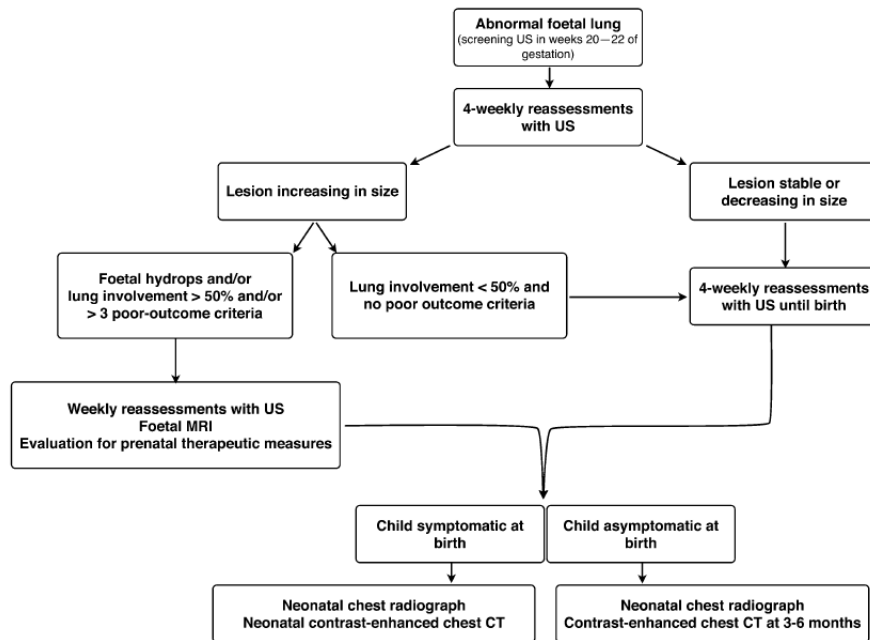 Abnormal foetal lung
(screening US in weeks 20—22 of
gestation)
4-weekly reassessments
with US
Lesion increasing in size
Lesion stable or
decreasing in size
Foetal hydrops and/or
lung involvement > 50% and/or
> 3 poor-outcome criteria
Lung involvement < 50% and
no poor outcome criteria
4-weekly reassessments
with US until birth
Weekly reassessments with US
Foetal MRI
Evaluation for prenatal therapeutic measures
Child symptomatic at
birth
Child asymptomatic at
birth
Neonatal chest radiograph
Neonatal contrast-enhanced chest CT
Neonatal chest radiograph
Contrast-enhanced chest CT at 3-6 months